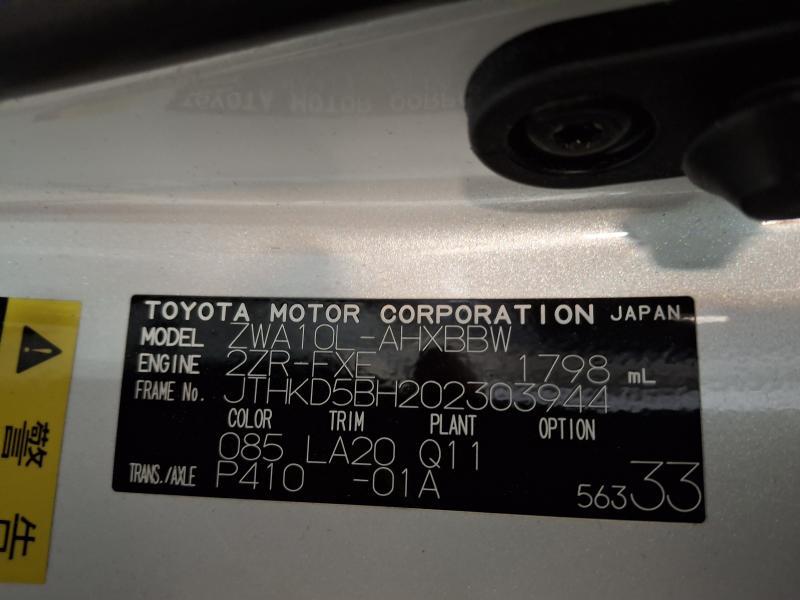 TOYOTA MOTOR CORPORATION JAPAN
MODEL ZWA10L-AHXBBW
ENGINE 2ZR-FXE 1798 mL
FRAME No. JTHKD5BH202303944
COLOR TRIM PLANT OPTION
085 LA20 Q11
TRANS./AXLE P410 -01A
56333
警告